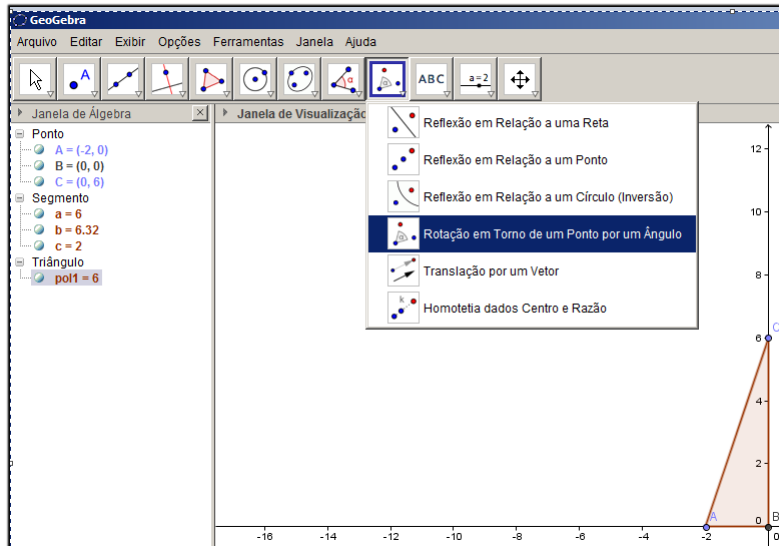 GeoGebra
Arquivo Editar Exibir Opções Ferramentas Janela Ajuda
A α α ABC a=2
Janela de Álgebra
Janela de Visualização
Ponto
A = (-2, 0)
B = (0, 0)
C = (0, 6)
Segmento
a = 6
b = 6.32
c = 2
Triângulo
pol1 = 6
Reflexão em Relação a uma Reta
Reflexão em Relação a um Ponto
Reflexão em Relação a um Círculo (Inversão)
α Rotação em Torno de um Ponto por um Ângulo
Translação por um Vetor
k Homotetia dados Centro e Razão
12
10
8
6
4
2
0
A B
-16 -14 -12 -10 -8 -6 -4 -2